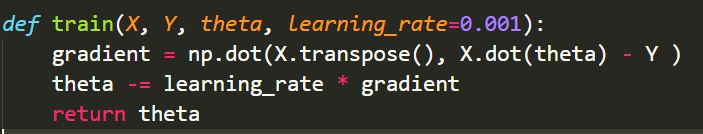 def train(X, Y, theta, learning_rate=0.001):
    gradient = np.dot(X.transpose(), X.dot(theta) - Y )
    theta -= learning_rate * gradient
    return theta